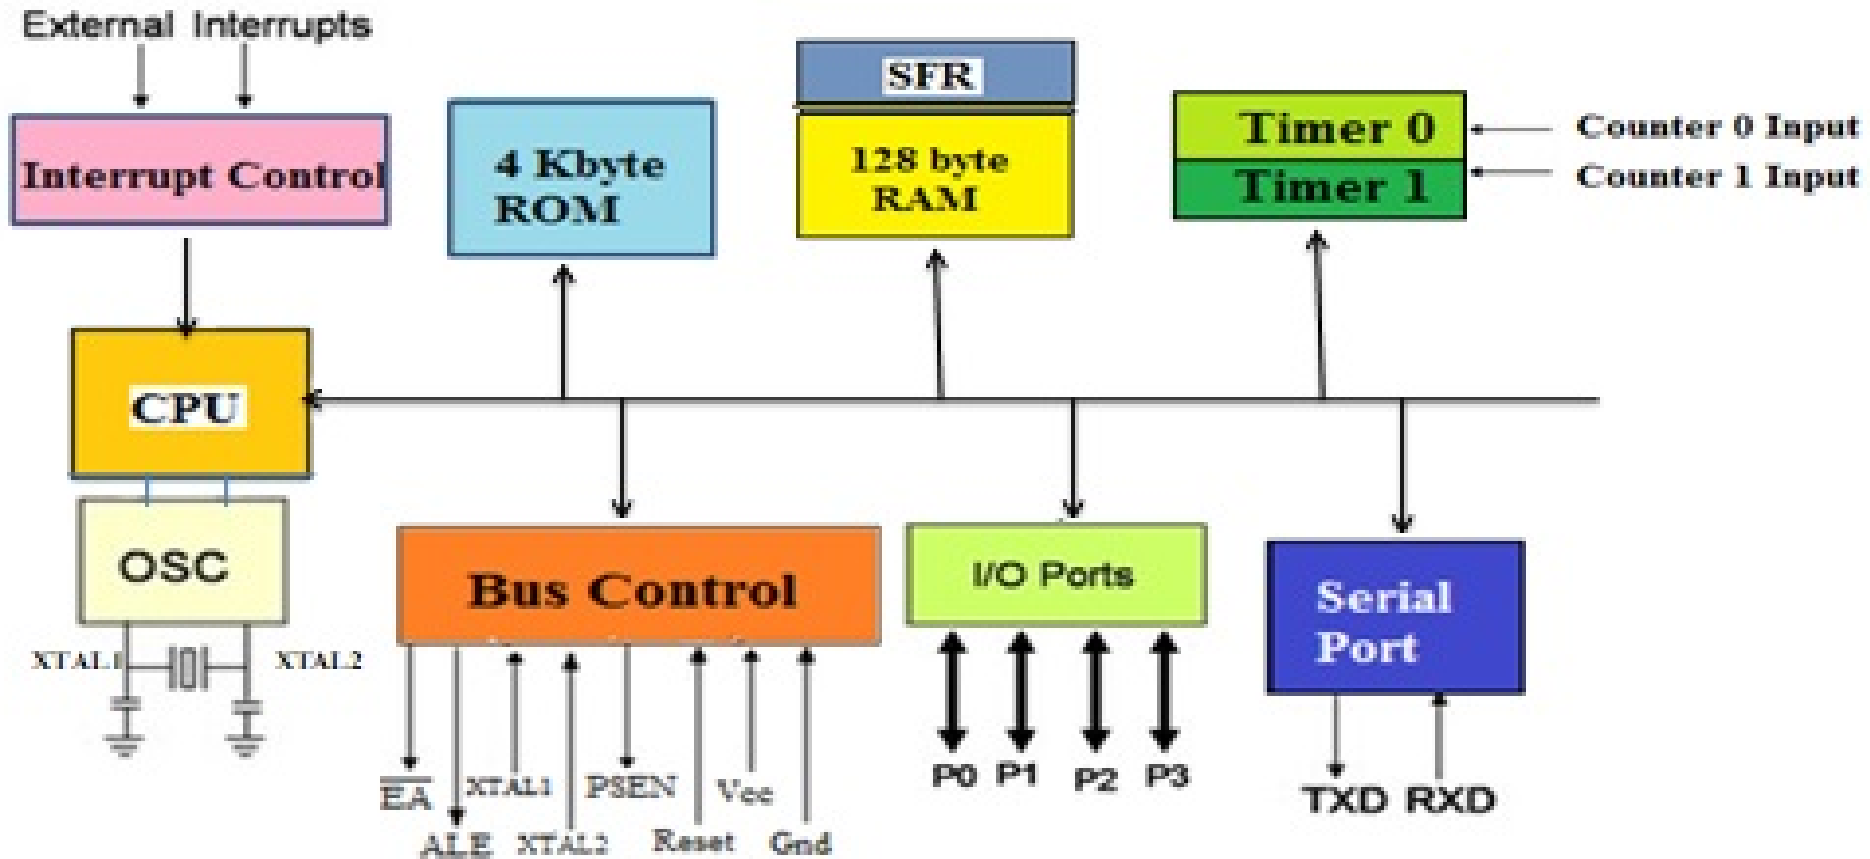 External Interrupts
Interrupt Control
4 Kbyte
ROM
SFR
128 byte
RAM
Timer 0
Timer 1
Counter 0 Input
Counter 1 Input
CPU
OSC
XTAL1
XTAL2
Bus Control
EA
ALE
XTAL1
XTAL2
PSEN
Reset
Vcc
Gnd
I/O Ports
P0 P1 P2 P3
Serial
Port
TXD RXD